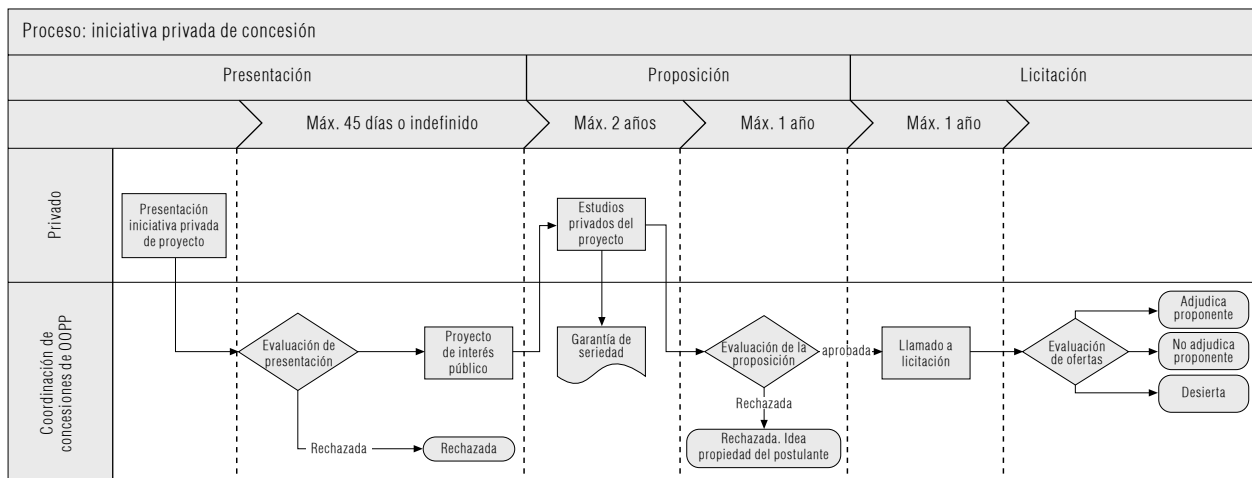 Proceso: iniciativa privada de concesión
Presentación
Proposición
Licitación
Máx. 45 días o indefinido
Máx. 2 años
Máx. 1 año
Máx. 1 año
Privado
Presentación
iniciativa privada
de proyecto
Estudios
privados del
proyecto
Coordinación de
concesiones de OOPP
Evaluación de
presentación
Proyecto
de interés
público
Garantía de
seriedad
Evaluación de la
proposición
aprobada
Llamado a
licitación
Evaluación
de ofertas
Adjudica
proponente
No adjudica
proponente
Desierta
Rechazada
Rechazada
Rechazada
Rechazada. Idea
propiedad del postulante